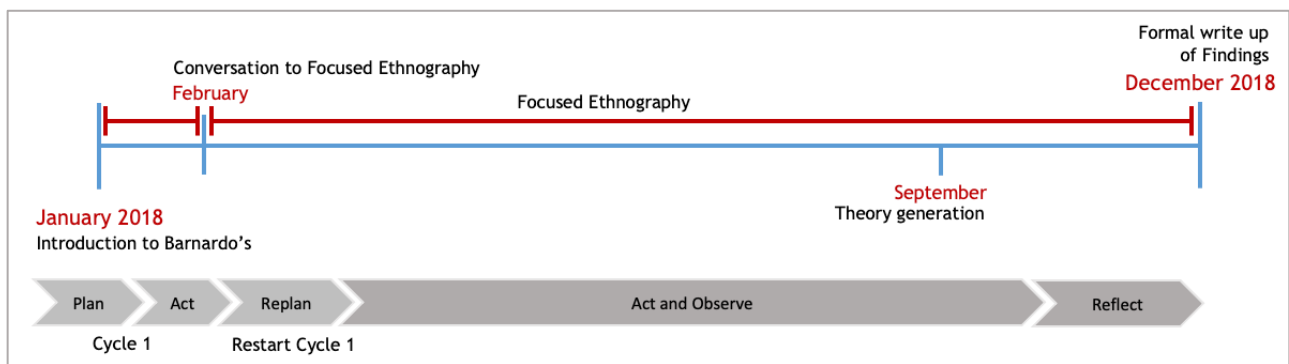 Formal write up
of Findings
December 2018
Conversation to Focused Ethnography
February
Focused Ethnography
September
Theory generation
January 2018
Introduction to Barnardo’s
Plan
Act
Replan
Act and Observe
Reflect
Cycle 1
Restart Cycle 1